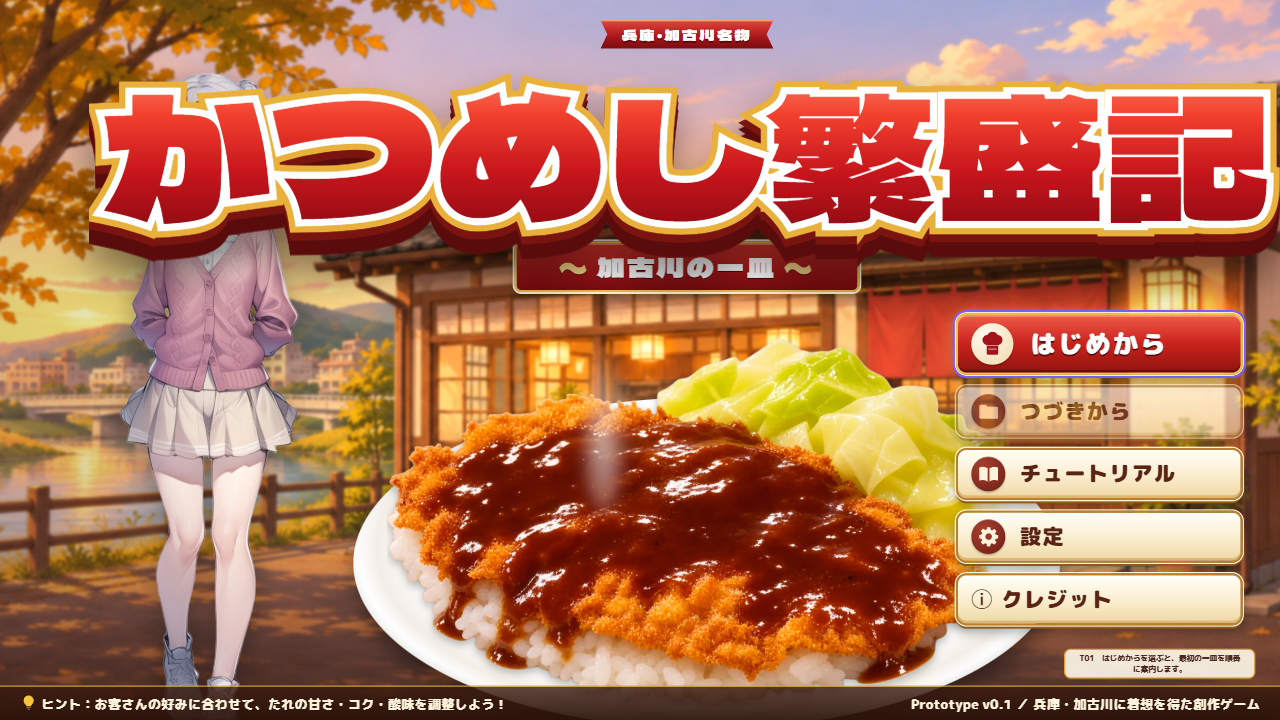 兵庫・加古川名物
かつめし繁盛記
～ 加古川の一皿 ～
はじめから
つづきから
チュートリアル
設定
クレジット
T01 はじめからを選ぶと、最初の一皿を順番
に案内します。
ヒント：お客さんの好みに合わせて、たれの甘さ・コク・酸味を調整しよう！
Prototype v0.1 ／ 兵庫・加古川に着想を得た創作ゲーム